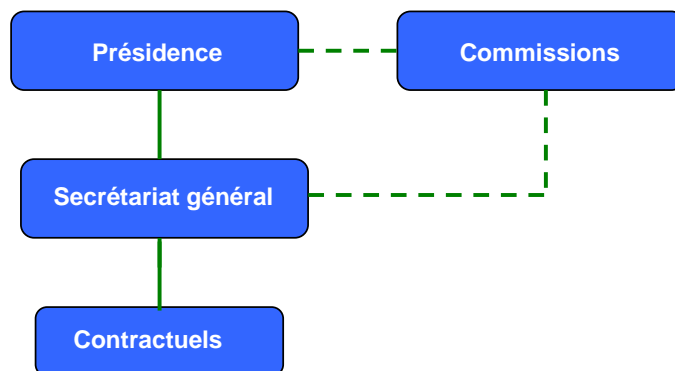 Présidence
Commissions
Secrétariat général
Contractuels